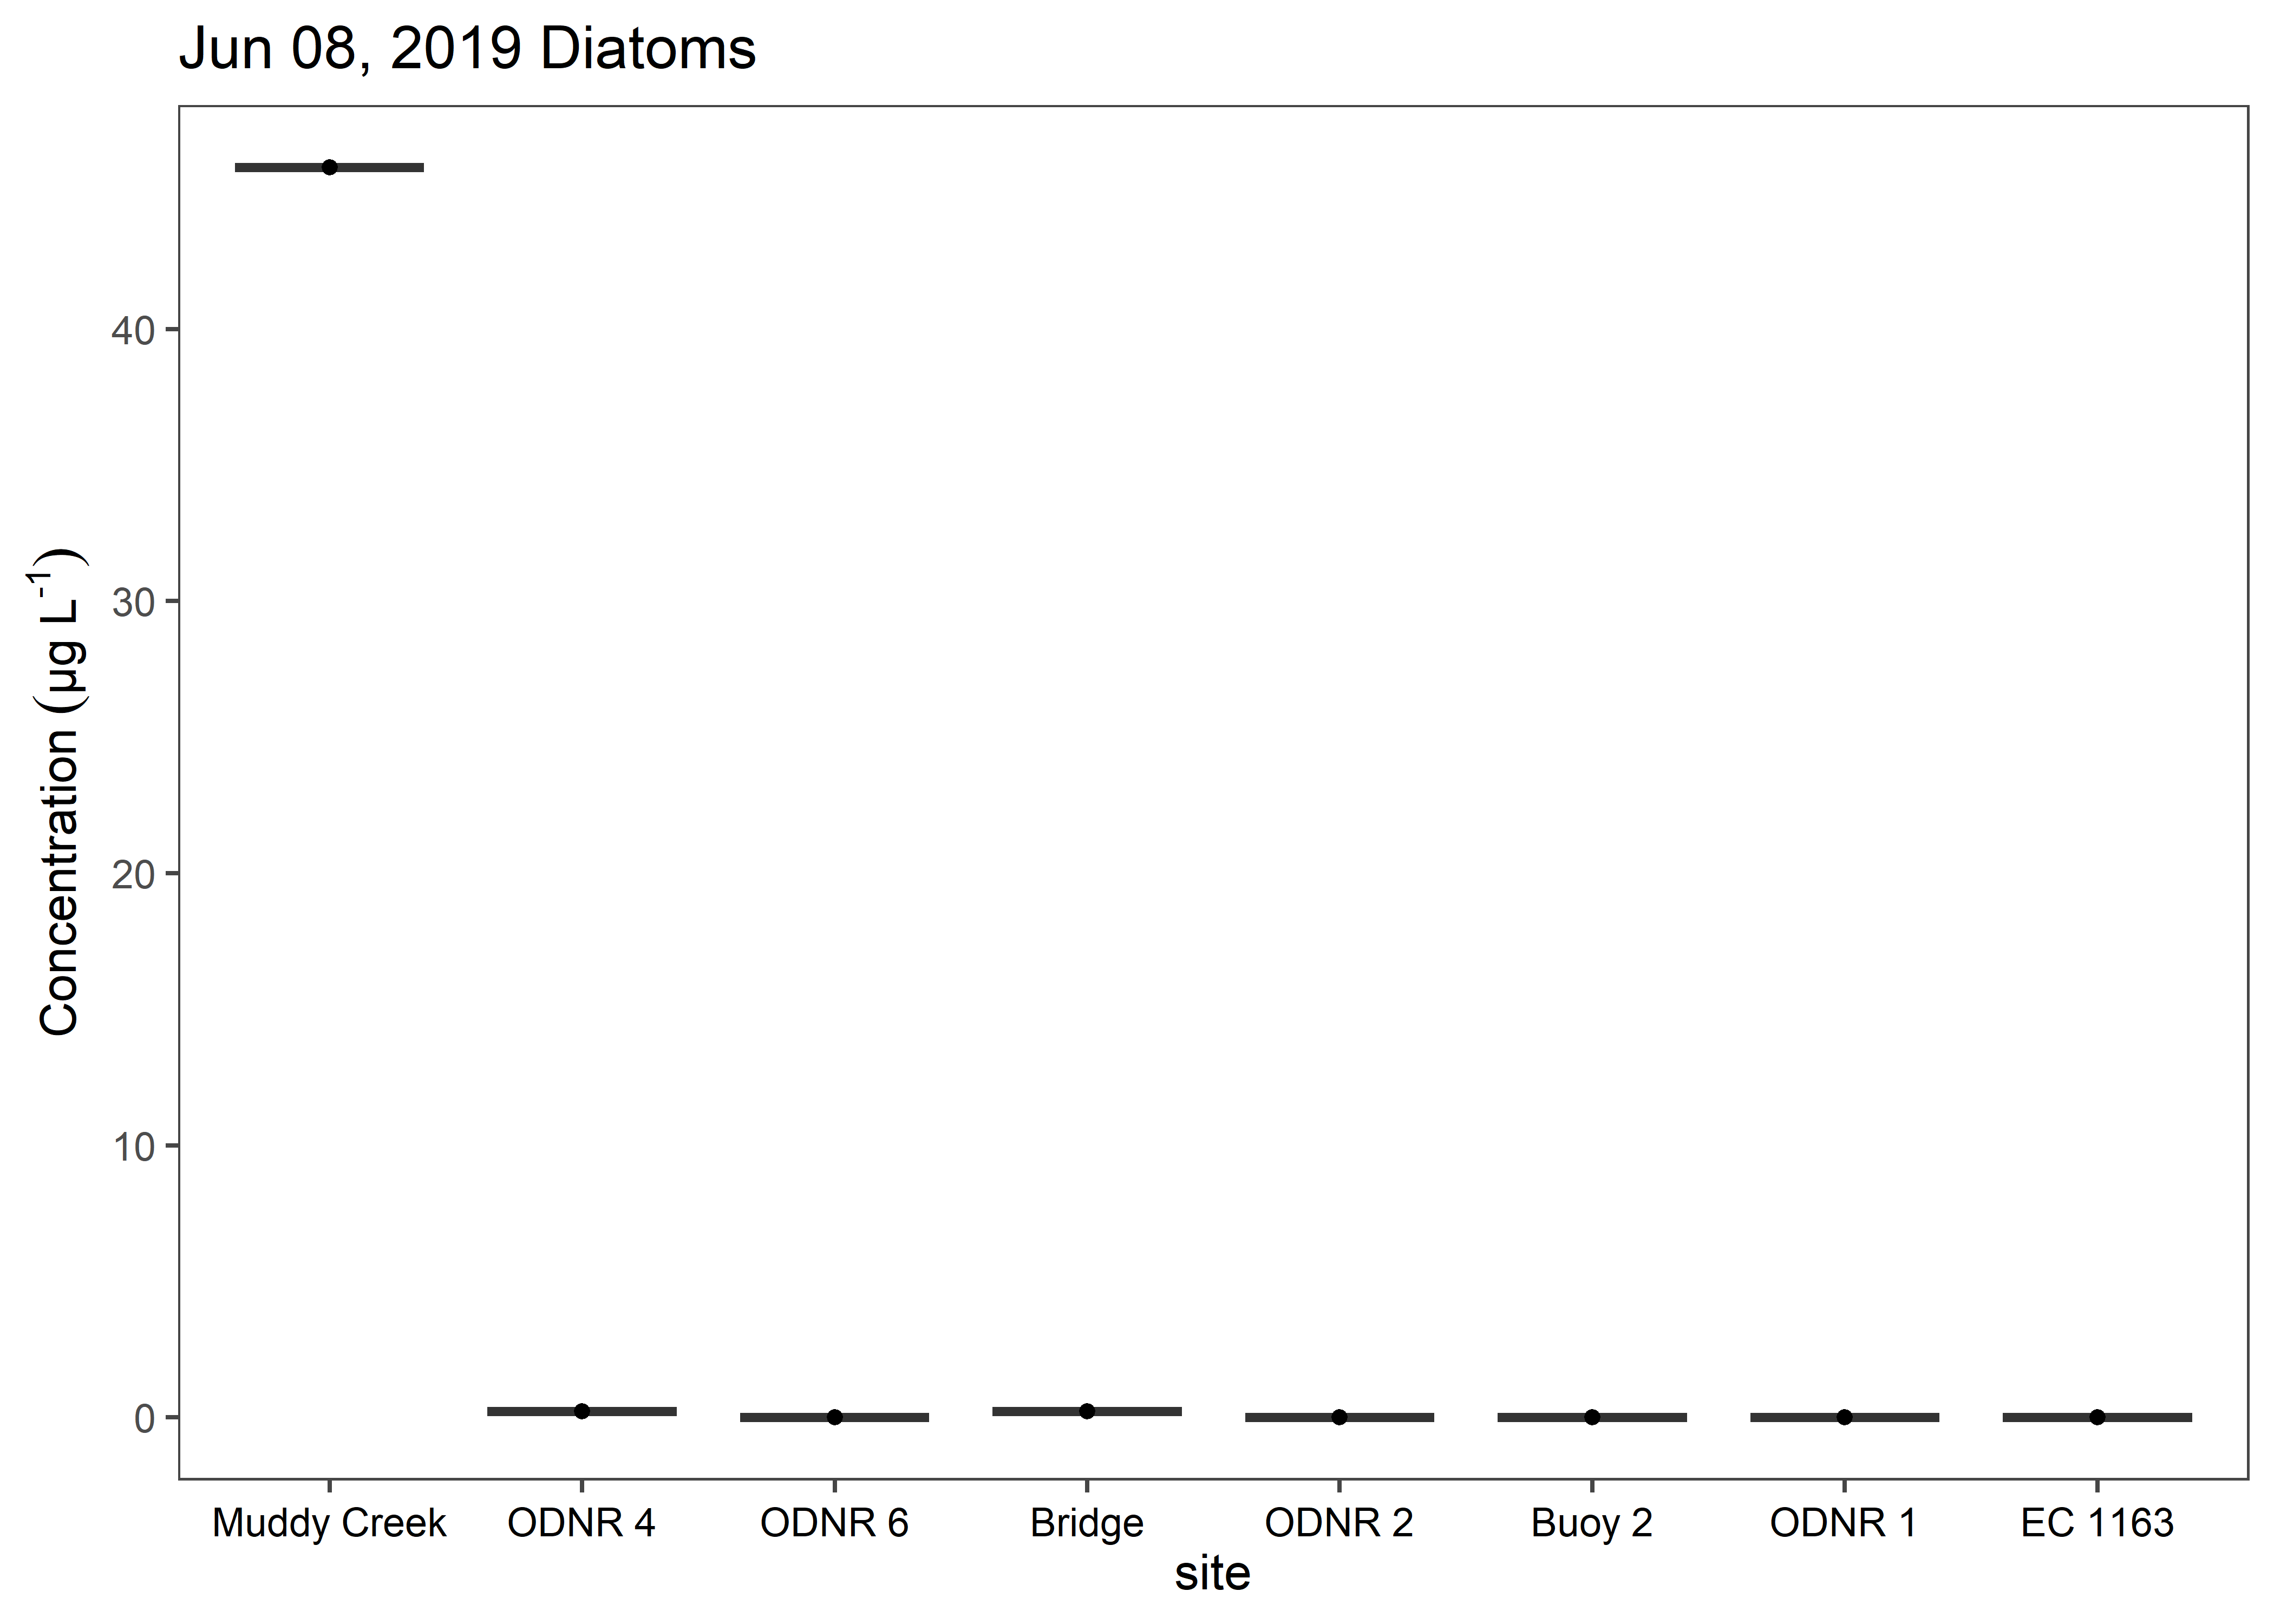 Jun 08, 2019 Diatoms
Concentration (µg L⁻¹)
40
30
20
10
0
Muddy Creek ODNR 4 ODNR 6 Bridge ODNR 2 Buoy 2 ODNR 1 EC 1163
site